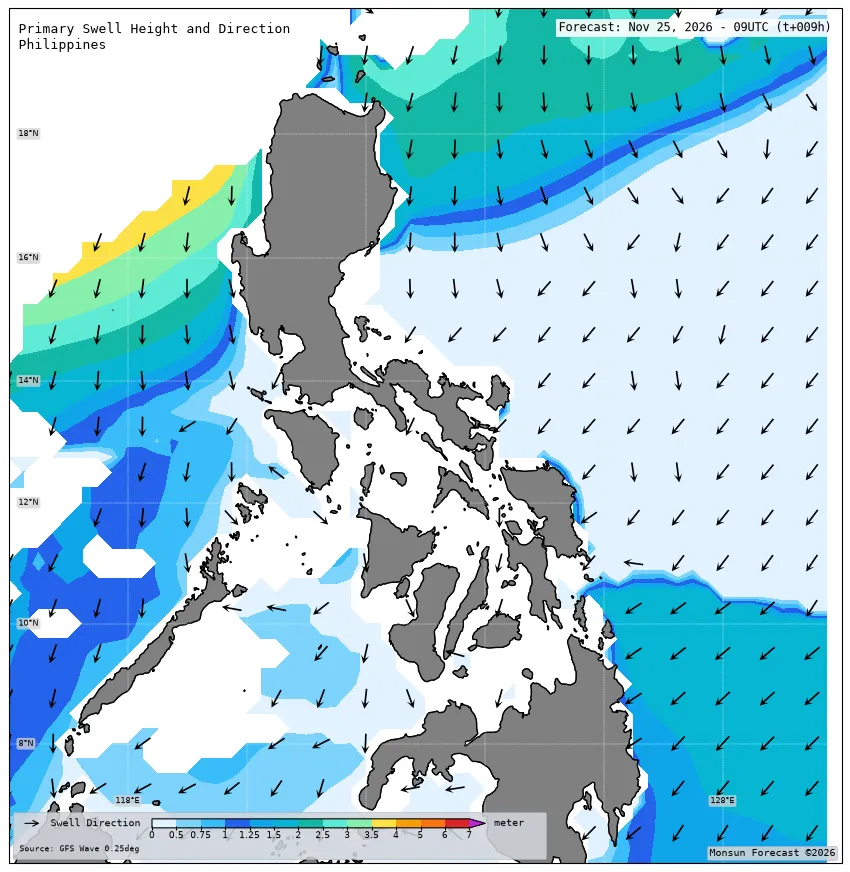 Primary Swell Height and Direction
Philippines
Forecast: Nov 25, 2026 - 09UTC (t+009h)
18°N
16°N
14°N
12°N
10°N
8°N
118°E
128°E
Swell Direction
0 0.5 0.75 1 1.25 1.5 2 2.5 3 3.5 4 5 6 7
meter
Source: GFS Wave 0.25deg
Monsun Forecast ©2026